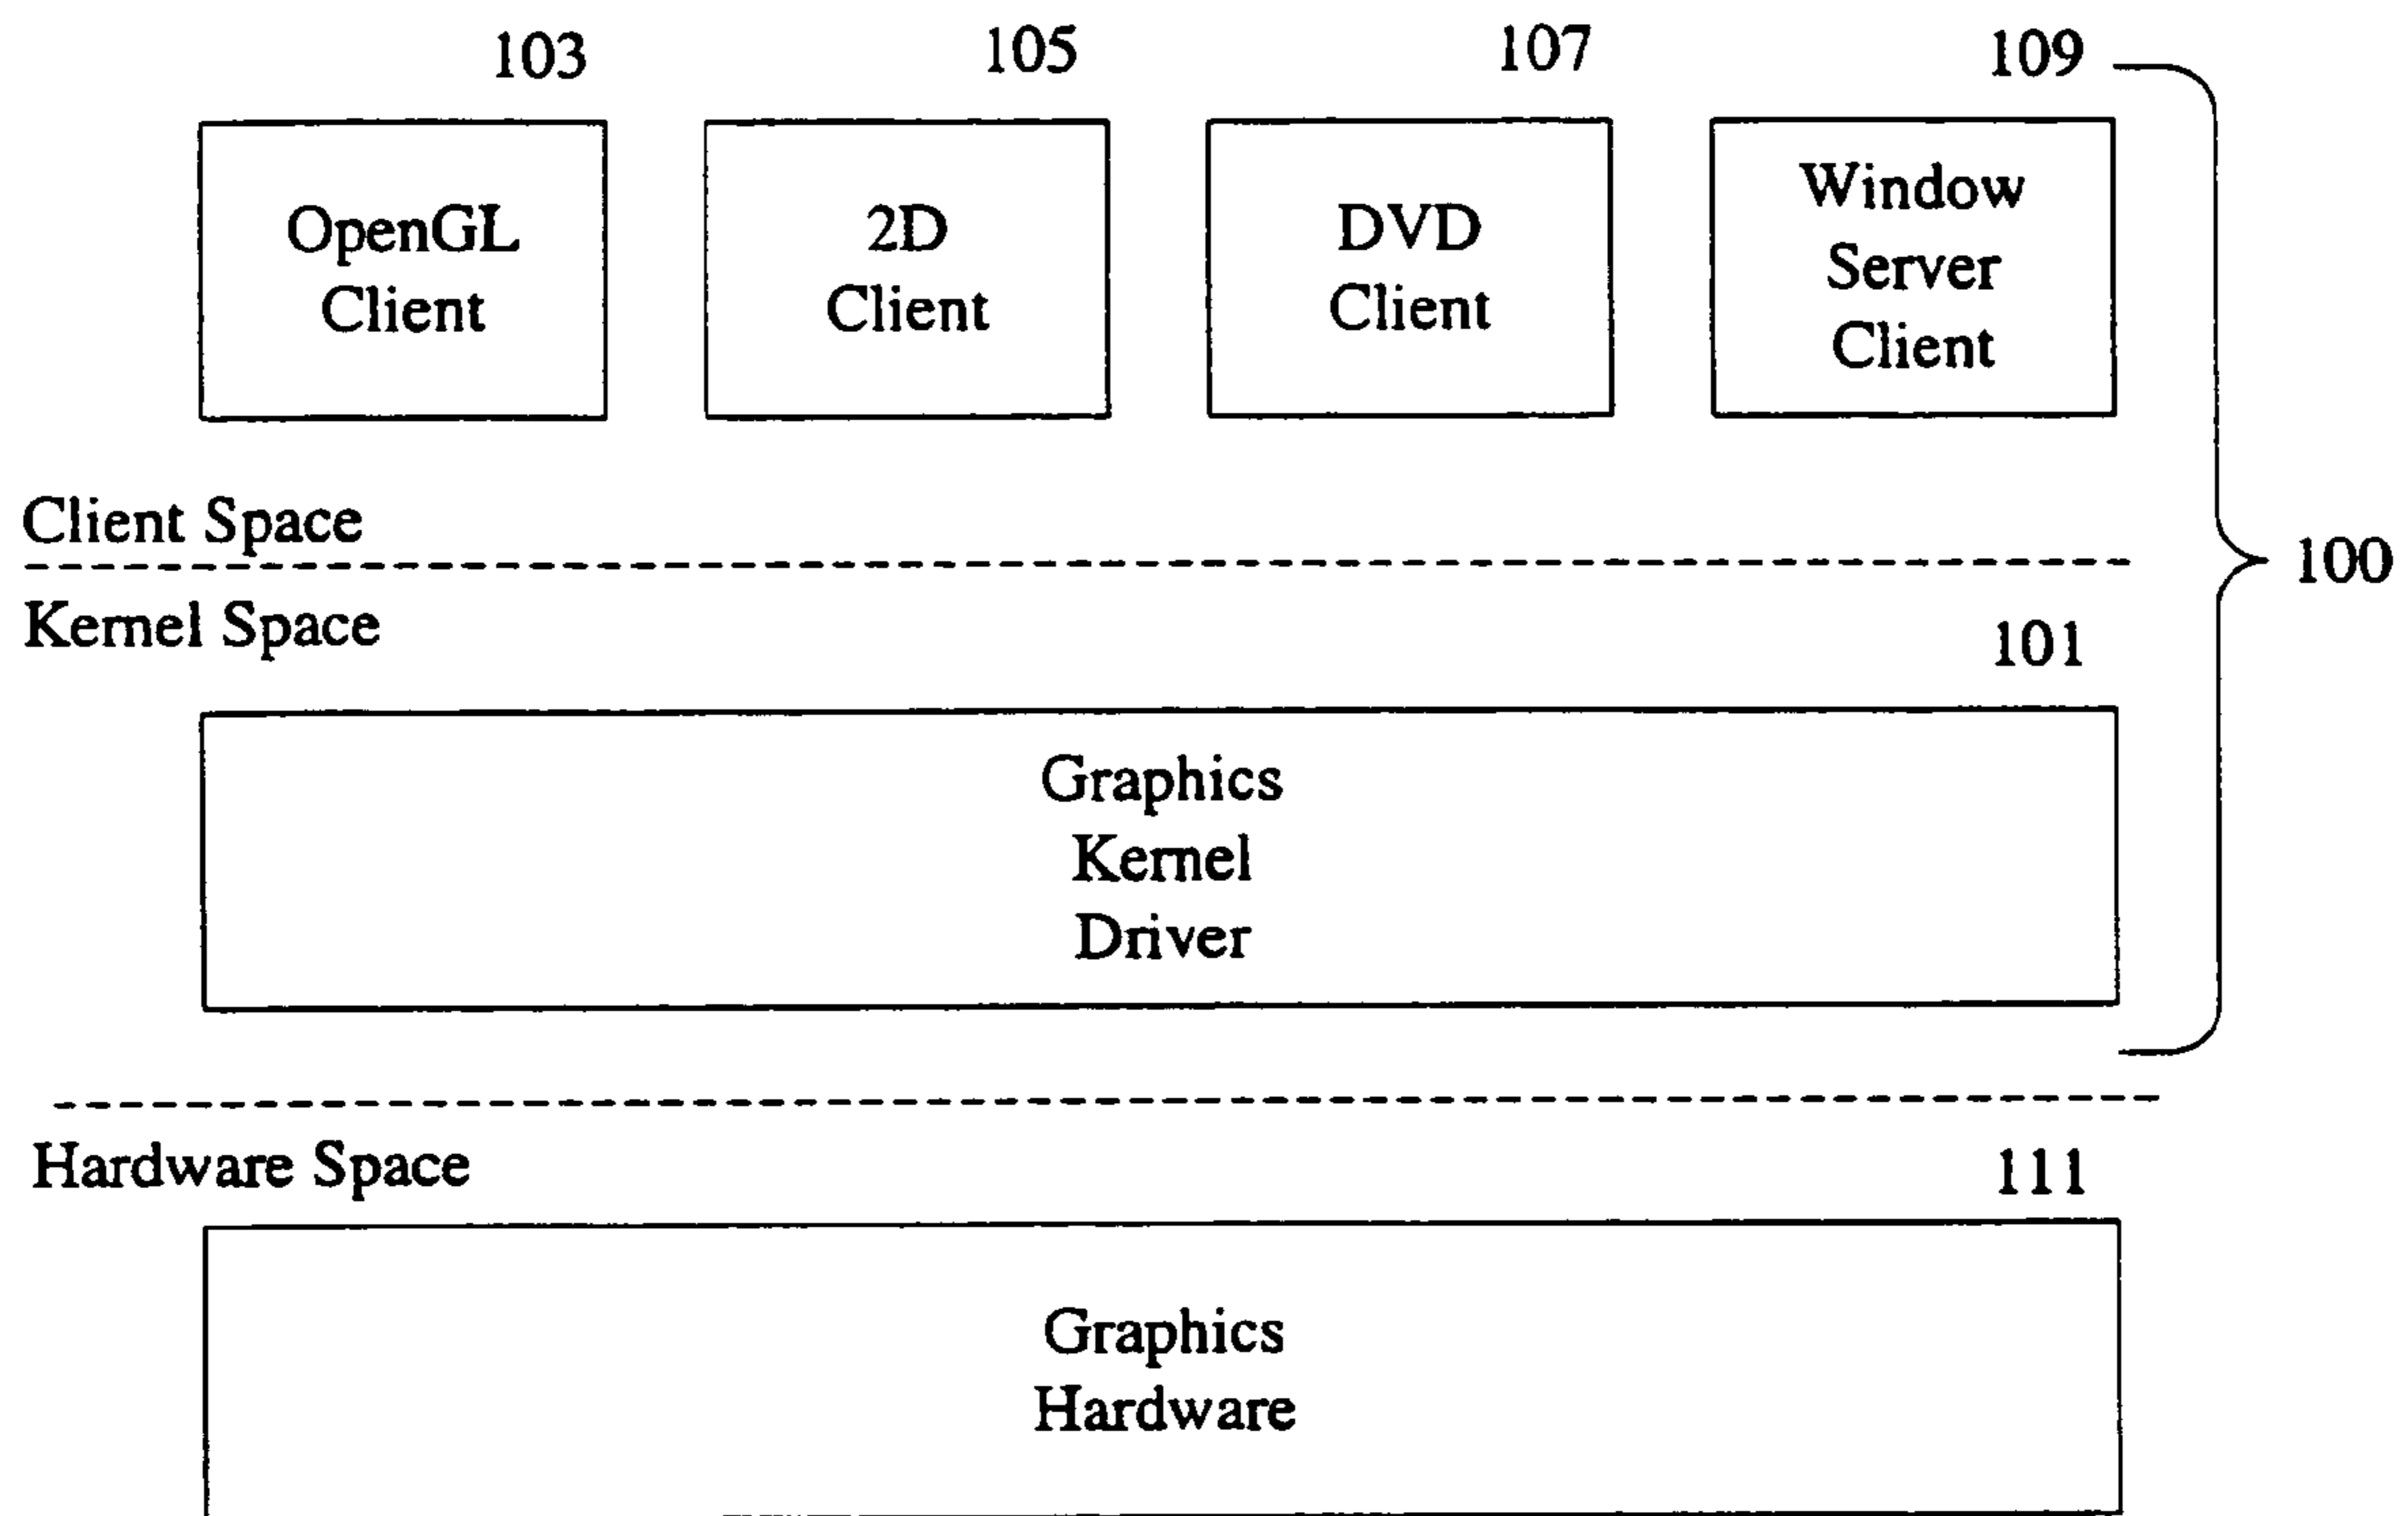 103
105
107
109
OpenGL
Client
2D
Client
DVD
Client
Window
Server
Client
Client Space
100
Kernel Space
101
Graphics
Kernel
Driver
Hardware Space
111
Graphics
Hardware